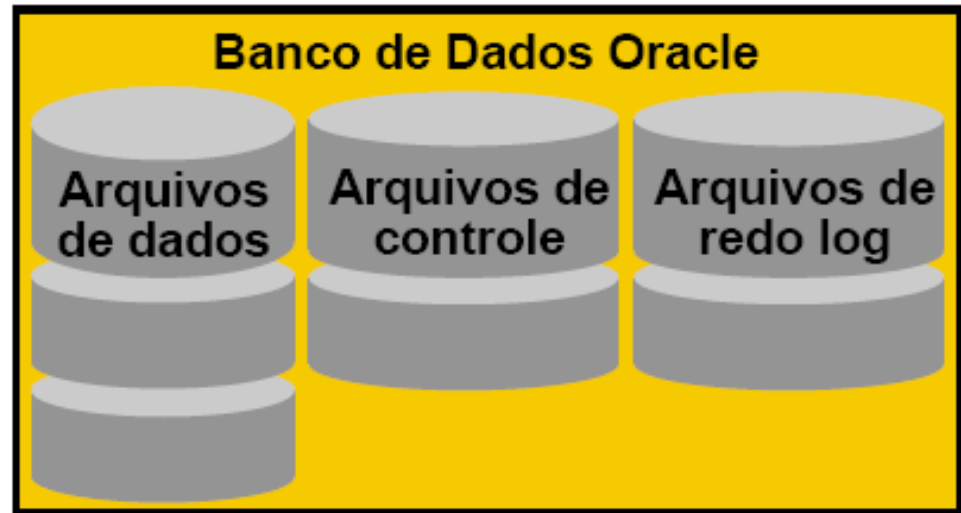 Banco de Dados Oracle
Arquivos
de dados
Arquivos de
controle
Arquivos de
redo log